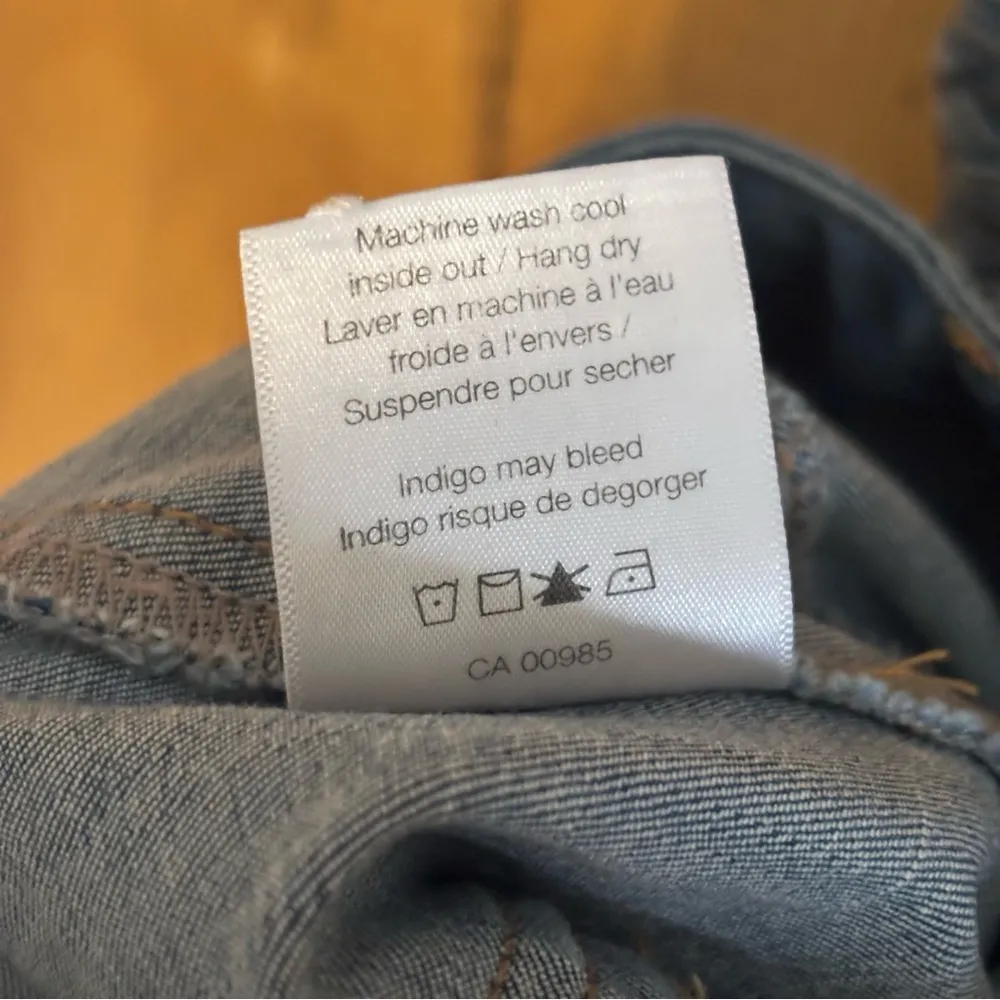 Machine wash cool
inside out / Hang dry
Laver en machine à l'eau
froide à l'envers /
Suspendre pour secher
Indigo may bleed
Indigo risque de degorger
CA 00985